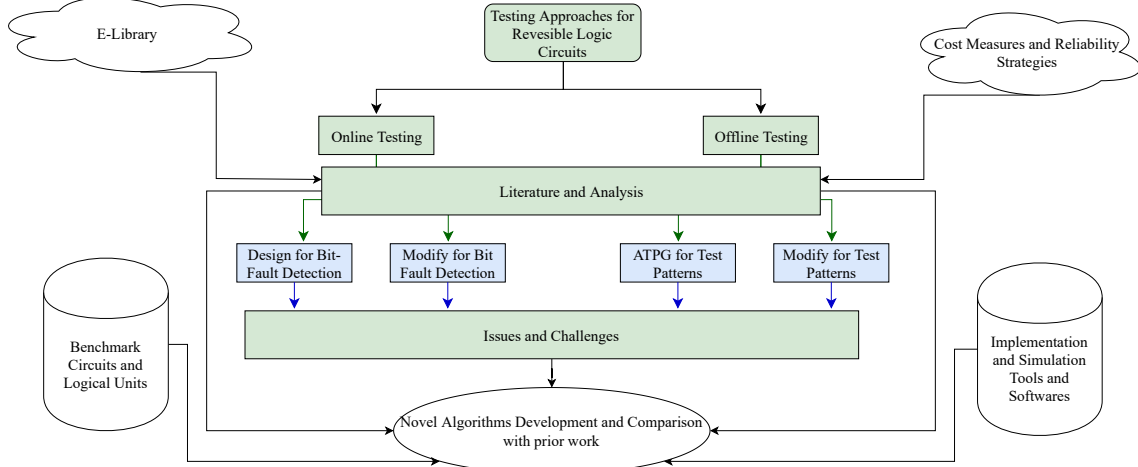 Testing Approaches for
Revesible Logic
Circuits
E-Library
Cost Measures and Reliability
Strategies
Online Testing
Offline Testing
Literature and Analysis
Design for Bit-
Fault Detection
Modify for Bit
Fault Detection
ATPG for Test
Patterns
Modify for Test
Patterns
Benchmark
Circuits and
Logical Units
Issues and Challenges
Implementation
and Simulation
Tools and
Softwares
Novel Algorithms Development and Comparison
with prior work